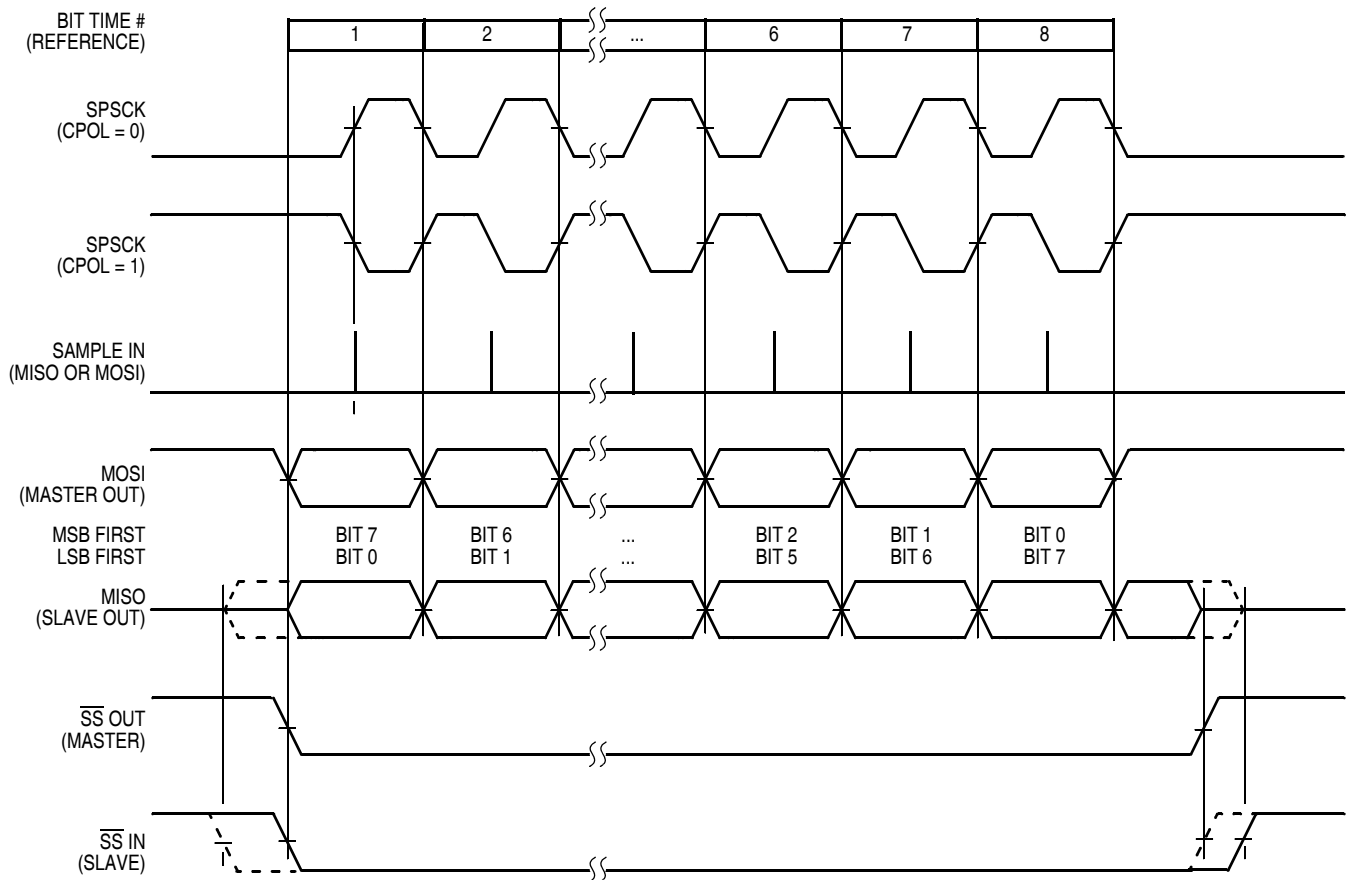 BIT TIME #
(REFERENCE)
1 2 ... 6 7 8
SPSCK
(CPOL = 0)
SPSCK
(CPOL = 1)
SAMPLE IN
(MISO OR MOSI)
MOSI
(MASTER OUT)
MSB FIRST BIT 7 BIT 6 ... BIT 2 BIT 1 BIT 0
LSB FIRST BIT 0 BIT 1 ... BIT 5 BIT 6 BIT 7
MISO
(SLAVE OUT)
S̅S̅ OUT
(MASTER)
S̅S̅ IN
(SLAVE)